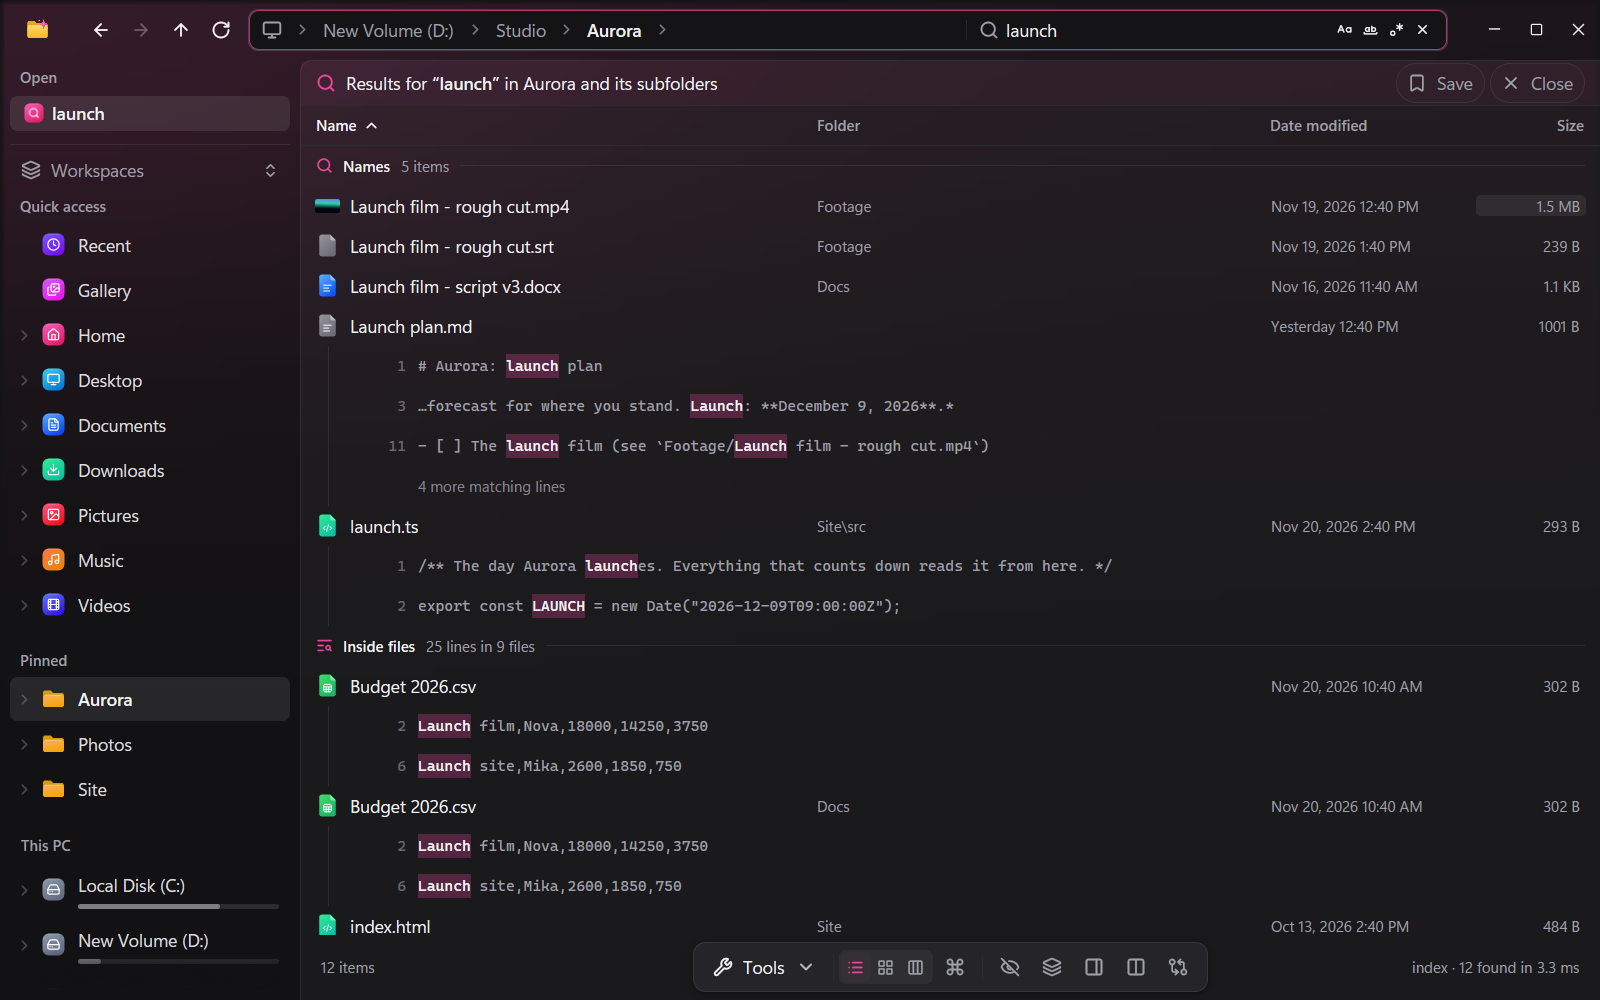 New Volume (D:) Studio Aurora launch Aa ab
Open
launch
Workspaces
Quick access
Recent
Gallery
Home
Desktop
Documents
Downloads
Pictures
Music
Videos
Pinned
Aurora
Photos
Site
This PC
Local Disk (C:)
New Volume (D:)
Results for “launch” in Aurora and its subfolders Save Close
Name Folder Date modified Size
Names 5 items
Launch film - rough cut.mp4 Footage Nov 19, 2026 12:40 PM 1.5 MB
Launch film - rough cut.srt Footage Nov 19, 2026 1:40 PM 239 B
Launch film - script v3.docx Docs Nov 16, 2026 11:40 AM 1.1 KB
Launch plan.md Yesterday 12:40 PM 1001 B
1 # Aurora: launch plan
3 …forecast for where you stand. Launch: **December 9, 2026**.*
11 - [ ] The launch film (see `Footage/Launch film - rough cut.mp4`)
4 more matching lines
launch.ts Site\src Nov 20, 2026 2:40 PM 293 B
1 /** The day Aurora launches. Everything that counts down reads it from here. */
2 export const LAUNCH = new Date("2026-12-09T09:00:00Z");
Inside files 25 lines in 9 files
Budget 2026.csv Nov 20, 2026 10:40 AM 302 B
2 Launch film,Nova,18000,14250,3750
6 Launch site,Mika,2600,1850,750
Budget 2026.csv Docs Nov 20, 2026 10:40 AM 302 B
2 Launch film,Nova,18000,14250,3750
6 Launch site,Mika,2600,1850,750
index.html Site Oct 13, 2026 2:40 PM 484 B
12 items Tools index · 12 found in 3.3 ms